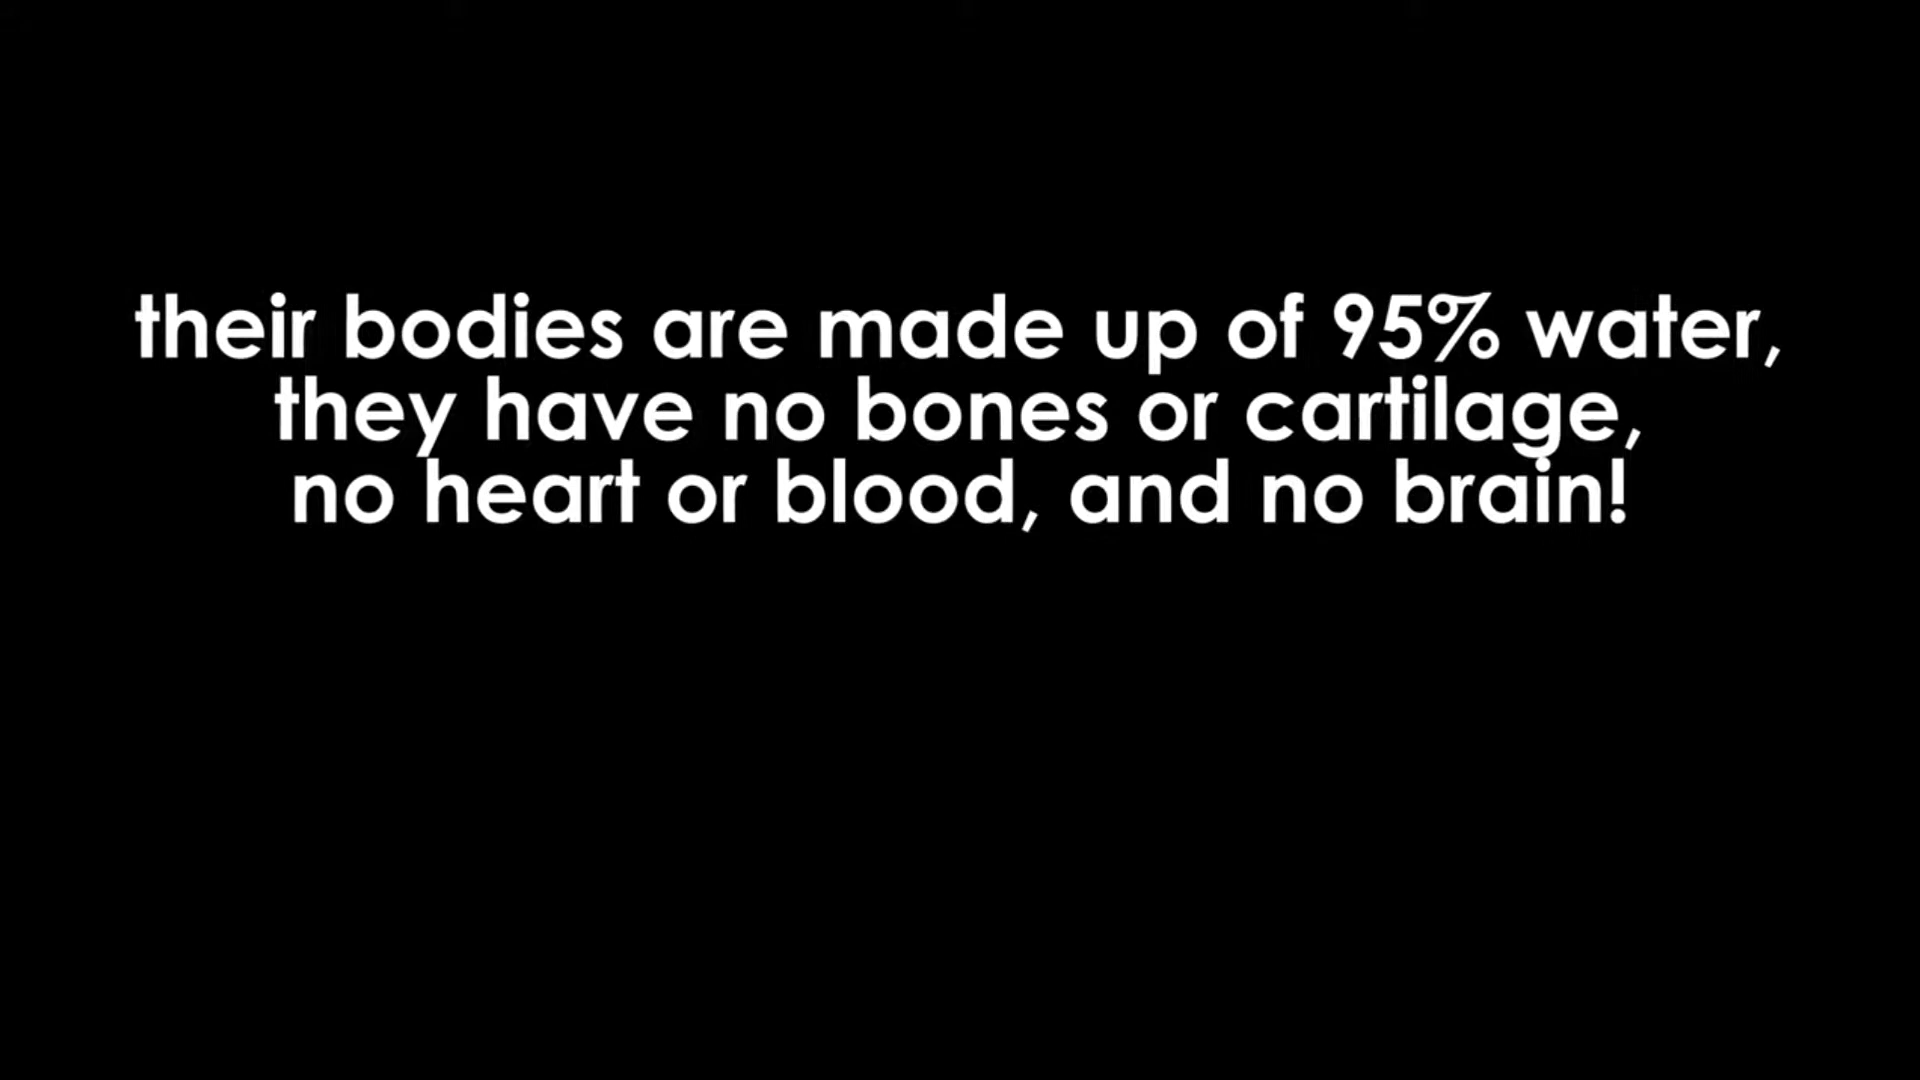 their bodies are made up of 95% water,
they have no bones or cartilage,
no heart or blood, and no brain!